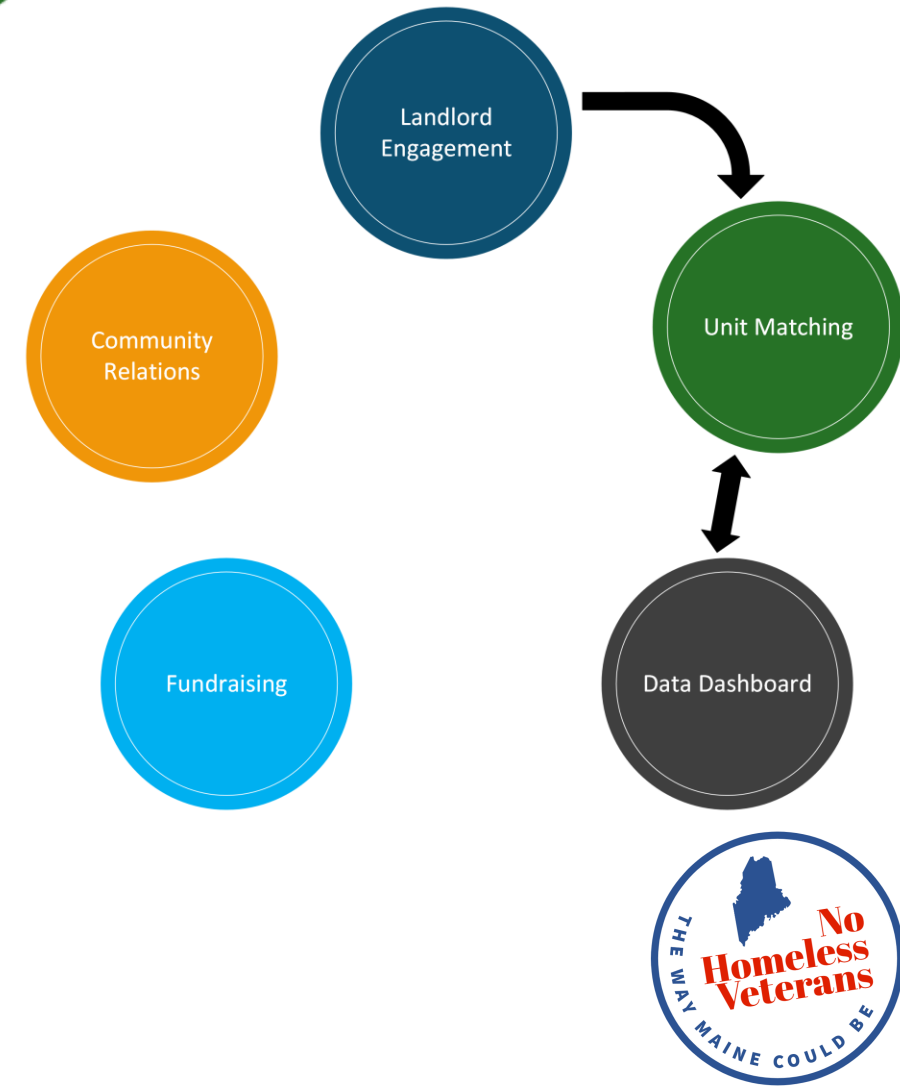 Landlord
Engagement
Community
Relations
Unit Matching
Fundraising
Data Dashboard
No
Homeless
Veterans
THE WAY MAINE COULD BE